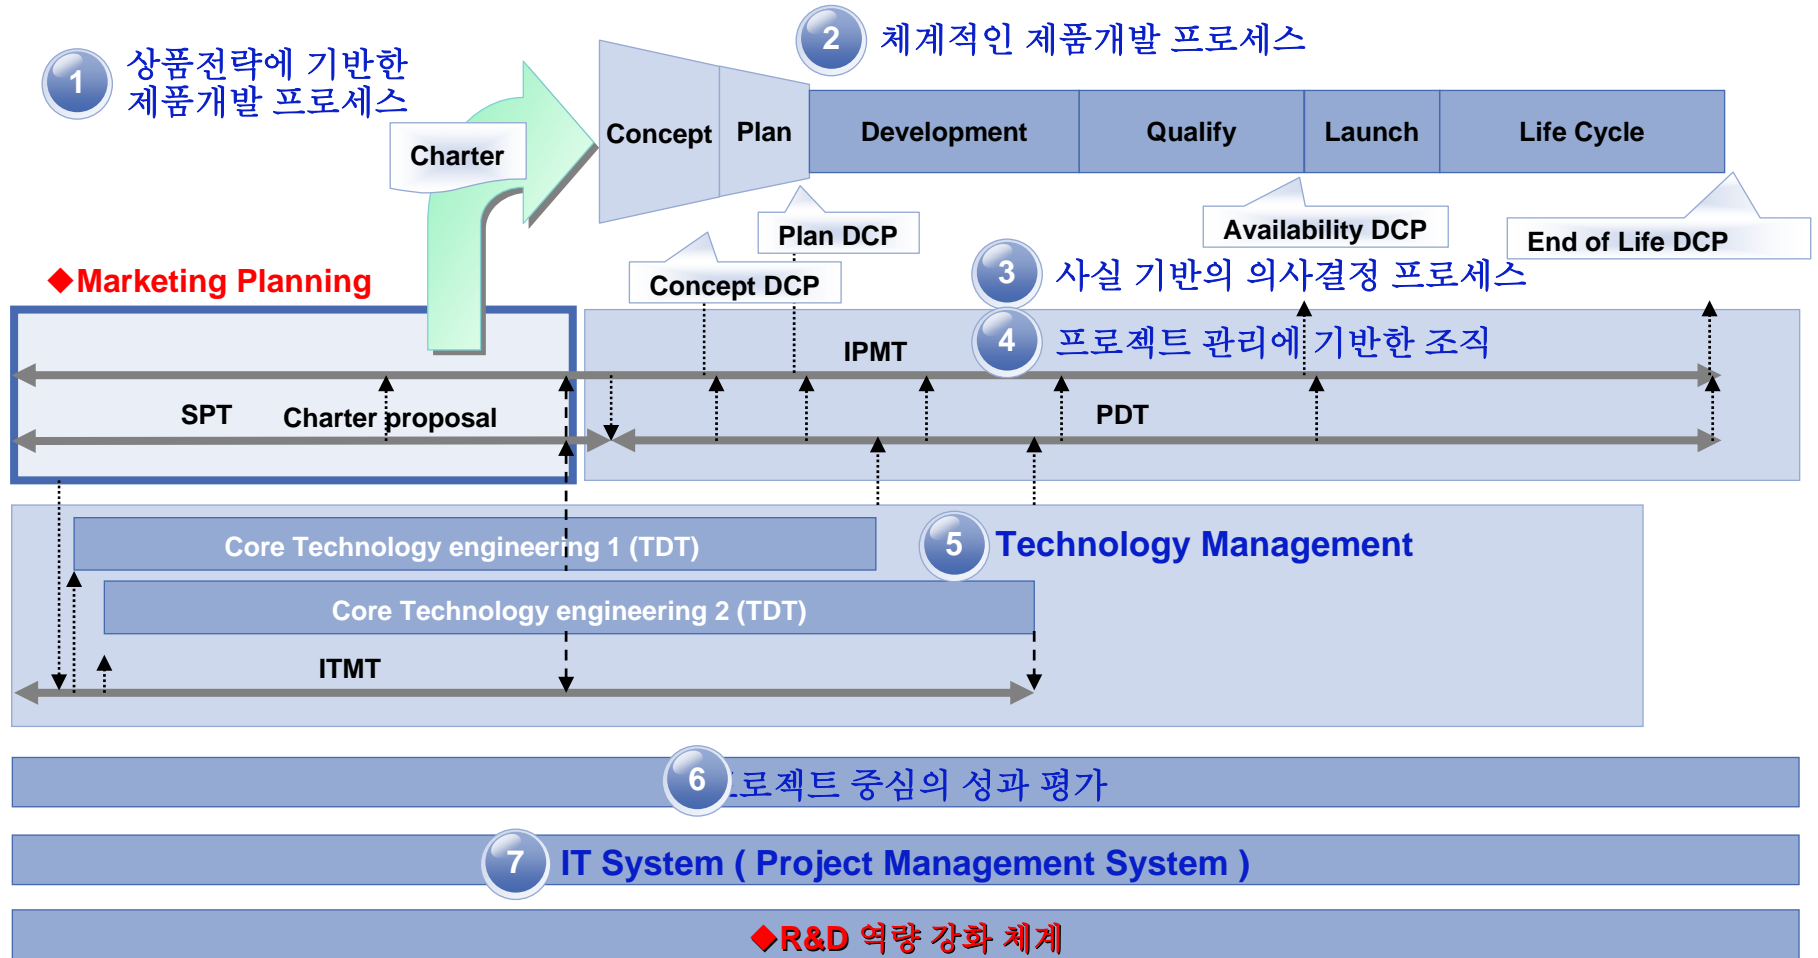 1
상품전략에 기반한
제품개발 프로세스
2
체계적인 제품개발 프로세스
Charter
Concept
Plan
Development
Qualify
Launch
Life Cycle
Plan DCP
Availability DCP
End of Life DCP
Concept DCP
3
사실 기반의 의사결정 프로세스
◆Marketing Planning
4
프로젝트 관리에 기반한 조직
IPMT
SPT
Charter proposal
PDT
Core Technology engineering 1 (TDT)
5
Technology Management
Core Technology engineering 2 (TDT)
ITMT
6
로젝트 중심의 성과 평가
7
IT System ( Project Management System )
◆R&D 역량 강화 체계